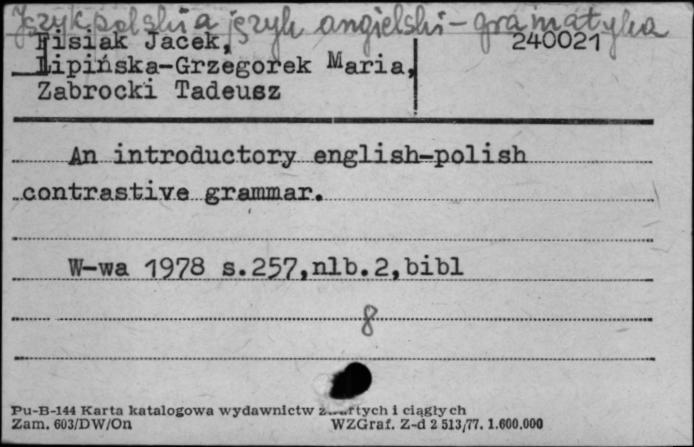 Język polski a język angielski - gramatyka
Fisiak Jacek, 240021
Lipińska-Grzegorek Maria,
Zabrocki Tadeusz
An introductory english-polish
contrastive grammar.
W-wa 1978 s.257,nlb.2,bibl
8
Pu-B-144 Karta katalogowa wydawnictw zwartych i ciągłych
Zam. 603/DW/On WZGraf. Z-d 2 513/77. 1.600.000